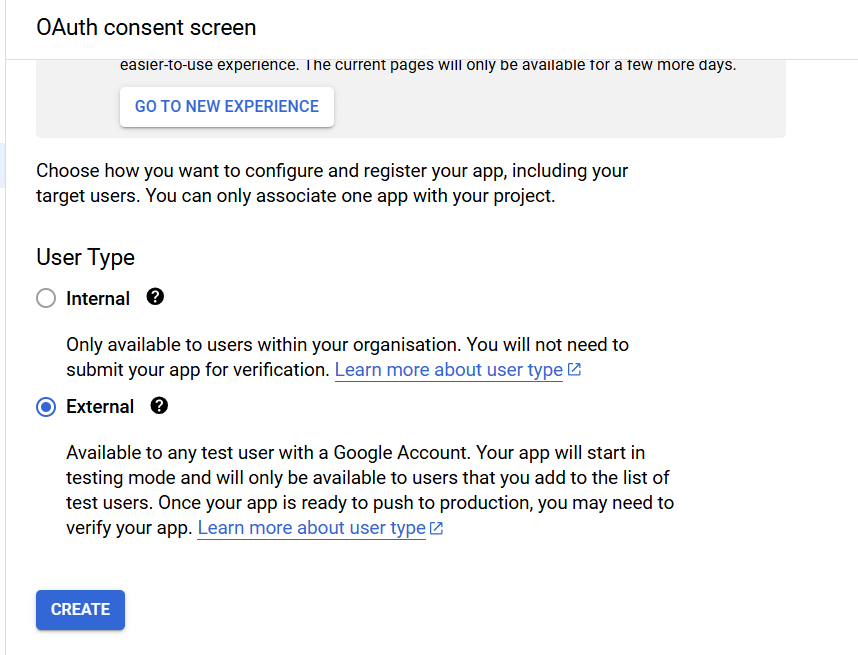 OAuth consent screen
easier-to-use experience. The current pages will only be available for a few more days.
GO TO NEW EXPERIENCE
Choose how you want to configure and register your app, including your
target users. You can only associate one app with your project.
User Type
Internal ?
Only available to users within your organisation. You will not need to
submit your app for verification. Learn more about user type
External ?
Available to any test user with a Google Account. Your app will start in
testing mode and will only be available to users that you add to the list of
test users. Once your app is ready to push to production, you may need to
verify your app. Learn more about user type
CREATE